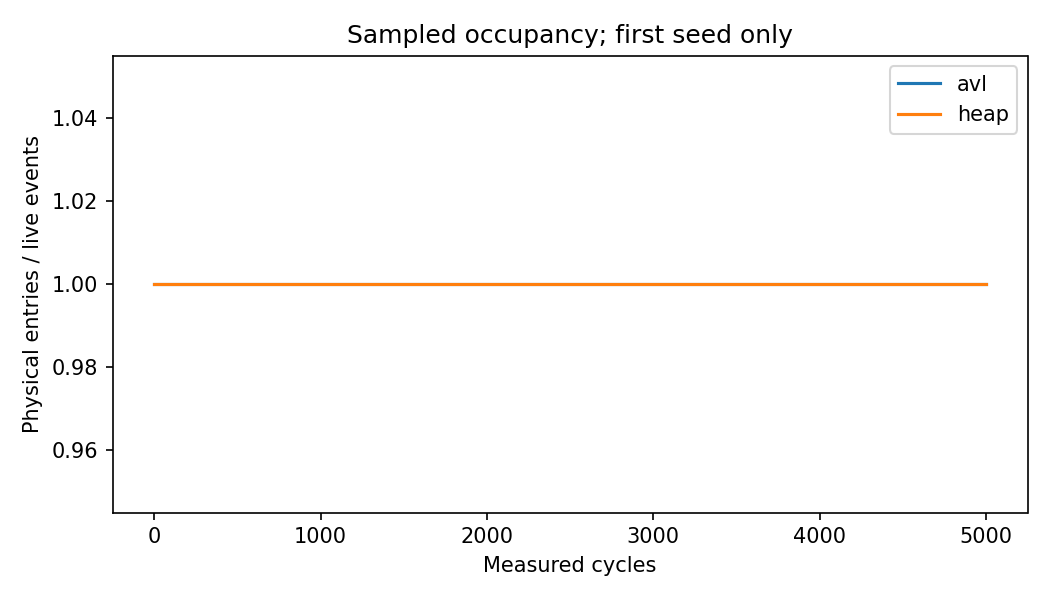 Sampled occupancy; first seed only
avl
heap
Physical entries / live events
1.04
1.02
1.00
0.98
0.96
0
1000
2000
3000
4000
5000
Measured cycles